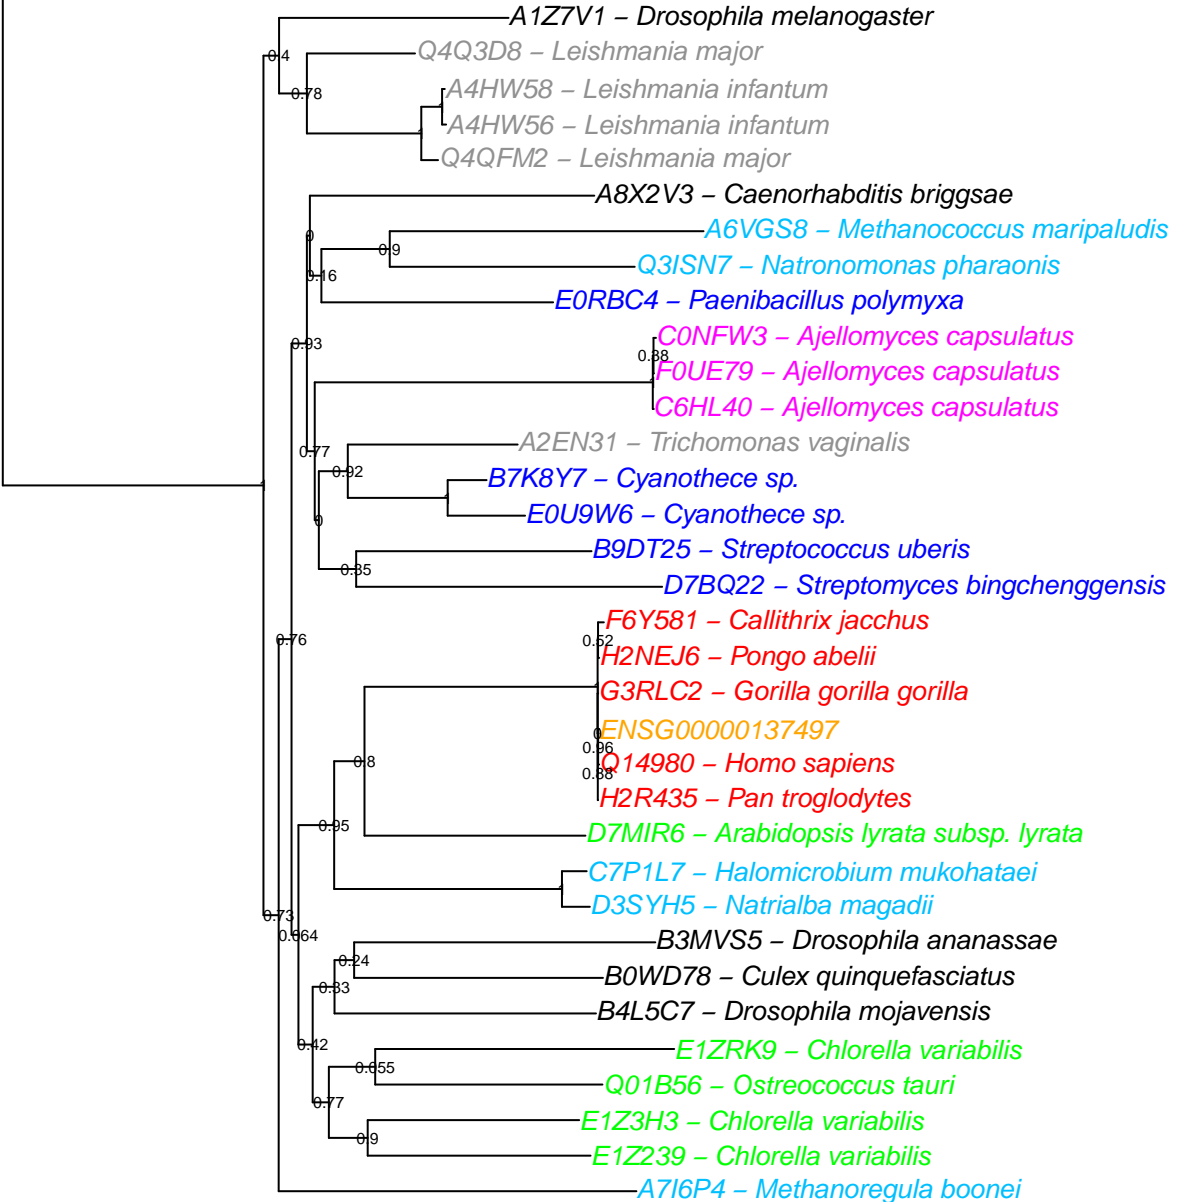 A1Z7V1 – Drosophila melanogaster
Q4Q3D8 – Leishmania major
0.4
A4HW58 – Leishmania infantum
0.78
A4HW56 – Leishmania infantum
Q4QFM2 – Leishmania major
A8X2V3 – Caenorhabditis briggsae
A6VGS8 – Methanococcus maripaludis
0
0.9
Q3ISN7 – Natronomonas pharaonis
0.16
E0RBC4 – Paenibacillus polymyxa
C0NFW3 – Ajellomyces capsulatus
0.93
0.38
F0UE79 – Ajellomyces capsulatus
C6HL40 – Ajellomyces capsulatus
A2EN31 – Trichomonas vaginalis
0.77
0.92
B7K8Y7 – Cyanothece sp.
E0U9W6 – Cyanothece sp.
0
B9DT25 – Streptococcus uberis
0.35
D7BQ22 – Streptomyces bingchenggensis
F6Y581 – Callithrix jacchus
0.76
0.52
H2NEJ6 – Pongo abelii
G3RLC2 – Gorilla gorilla gorilla
ENSG00000137497
0
0.96
0.8
Q14980 – Homo sapiens
0.38
H2R435 – Pan troglodytes
0.95
D7MIR6 – Arabidopsis lyrata subsp. lyrata
C7P1L7 – Halomicrobium mukohataei
D3SYH5 – Natrialba magadii
0.73
0.064
B3MVS5 – Drosophila ananassae
0.24
B0WD78 – Culex quinquefasciatus
0.33
B4L5C7 – Drosophila mojavensis
0.42
E1ZRK9 – Chlorella variabilis
0.055
Q01B56 – Ostreococcus tauri
0.77
E1Z3H3 – Chlorella variabilis
0.9
E1Z239 – Chlorella variabilis
A7I6P4 – Methanoregula boonei